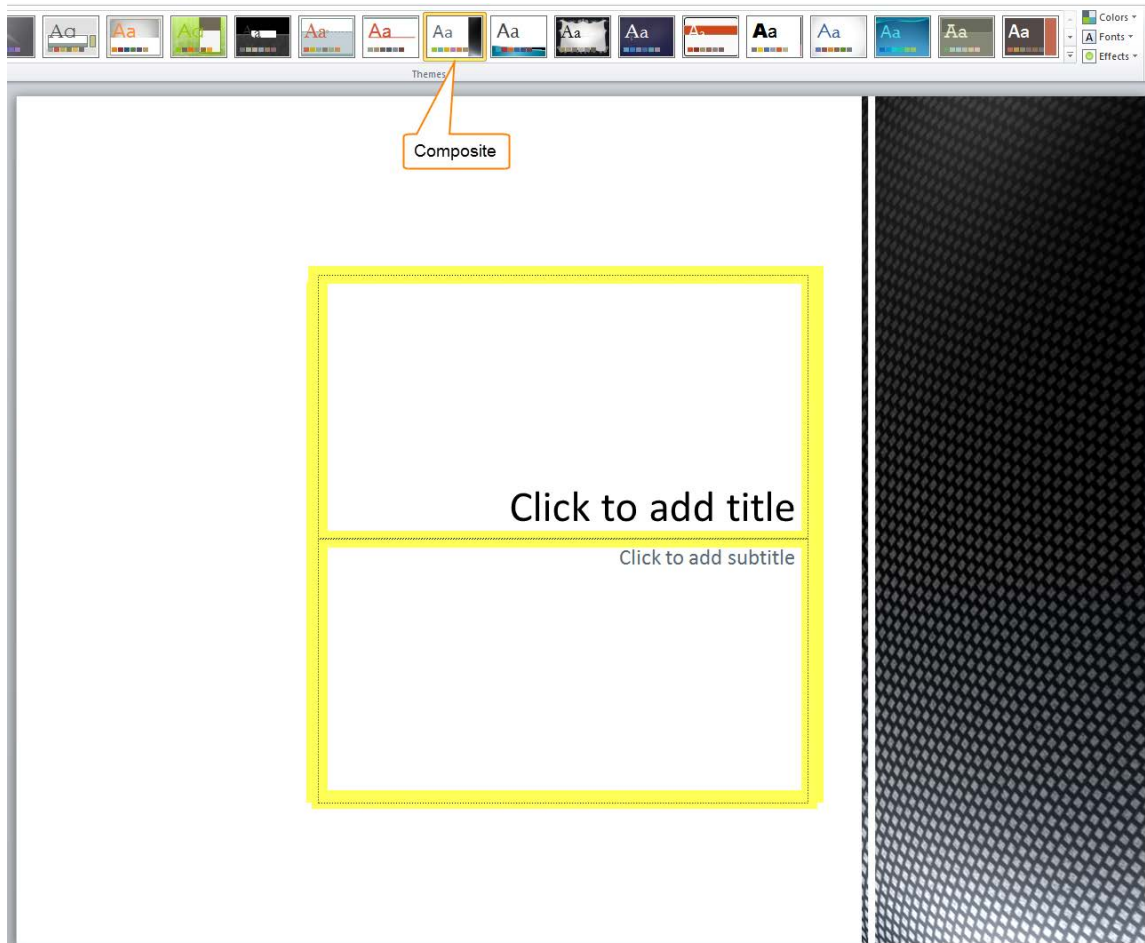 Aa Aa Aa Aa Aa Aa Aa Aa Aa Aa Aa Aa Aa Aa Aa Aa
Colors
A Fonts
Effects
Themes
Composite
Click to add title
Click to add subtitle